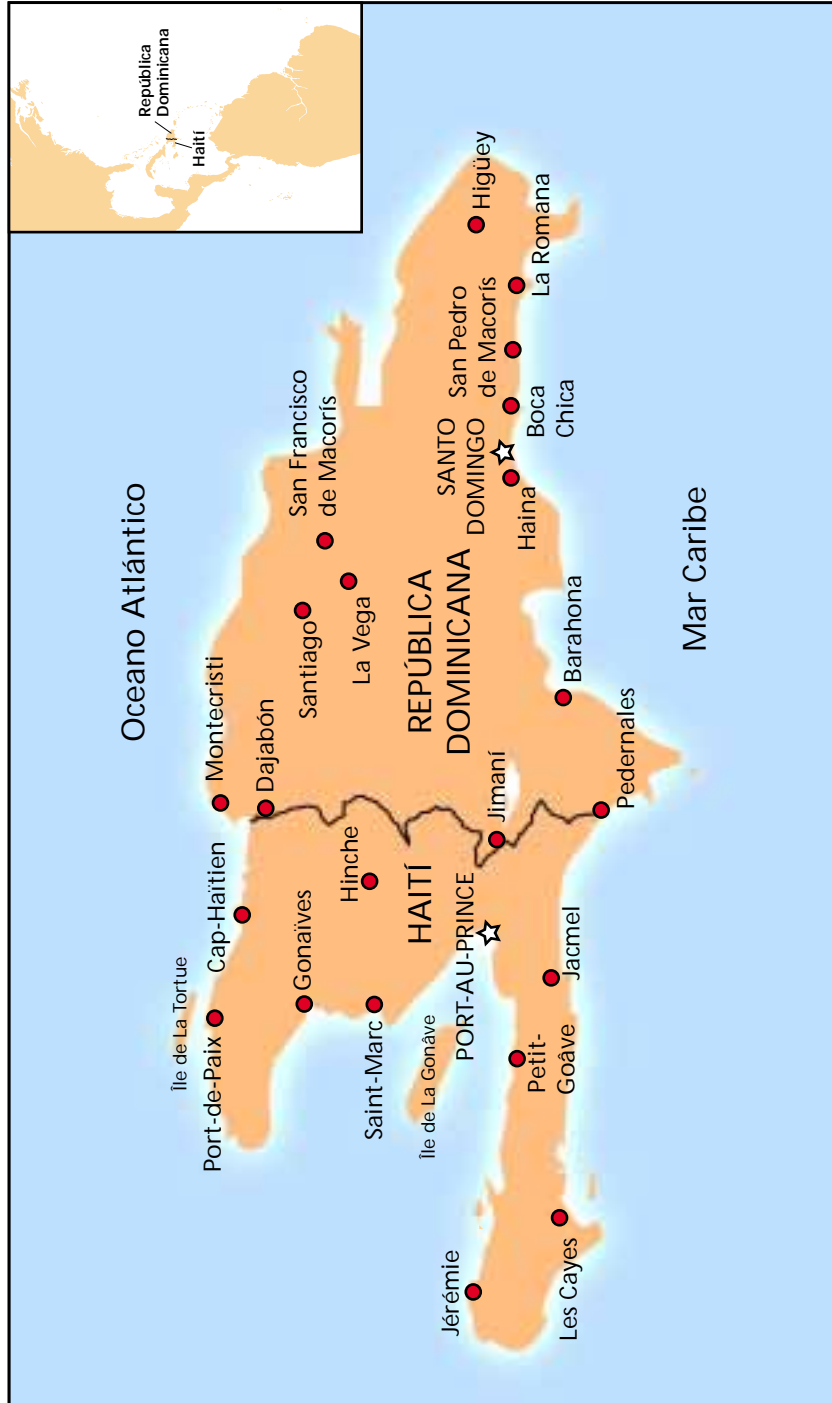 República
Dominicana
Haití
Oceano Atlántico
Île de La Tortue
Port-de-Paix
Cap-Haïtien
Montecristi
Dajabón
Gonaïves
Santiago
San Francisco
de Macorís
La Vega
Hinche
Saint-Marc
HAITÍ
REPÚBLICA
DOMINICANA
Île de La Gonâve
PORT-AU-PRINCE
Jimaní
SANTO
DOMINGO
San Pedro
de Macorís
Higüey
Jérémie
Petit-
Goâve
Jacmel
Haina
Boca
Chica
La Romana
Les Cayes
Pedernales
Barahona
Mar Caribe